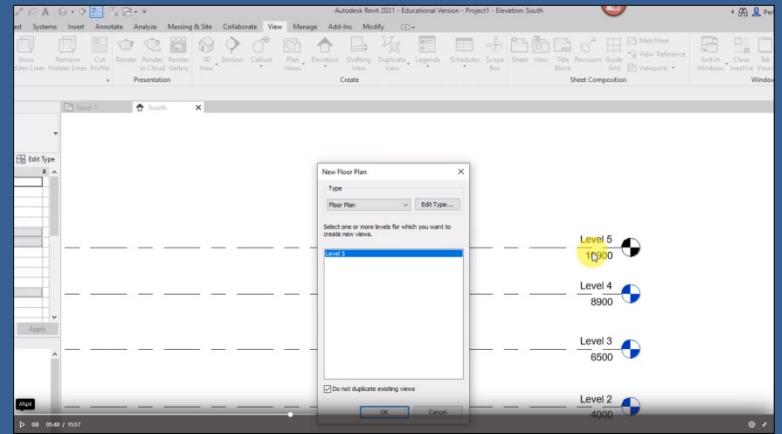 Autodesk Revit 2021 - Educational Version - Project1 - Elevation: South
Systems Insert Annotate Analyze Massing & Site Collaborate View Manage Add-Ins Modify
Show Hidden Lines
Remove Hidden Lines
Cut Profile
Render
Render in Cloud
Render Gallery
3D View
Section
Callout
Plan Views
Elevation
Drafting View
Duplicate View
Legends
Schedules
Scope Box
Sheet
View
Title Block
Revisions
Guide Grid
Matchline
View Reference
Viewports
Switch Windows
Close Inactive
Tab Views
Presentation
Create
Sheet Composition
Level 1
South
Edit Type
New Floor Plan
Type
Floor Plan
Edit Type...
Select one or more levels for which you want to
create new views.
Level 5
Do not duplicate existing views
OK
Cancel
Level 5
10900
Level 4
8900
Level 3
6500
Level 2
4000
Apply
Afspil
05:40 / 15:57